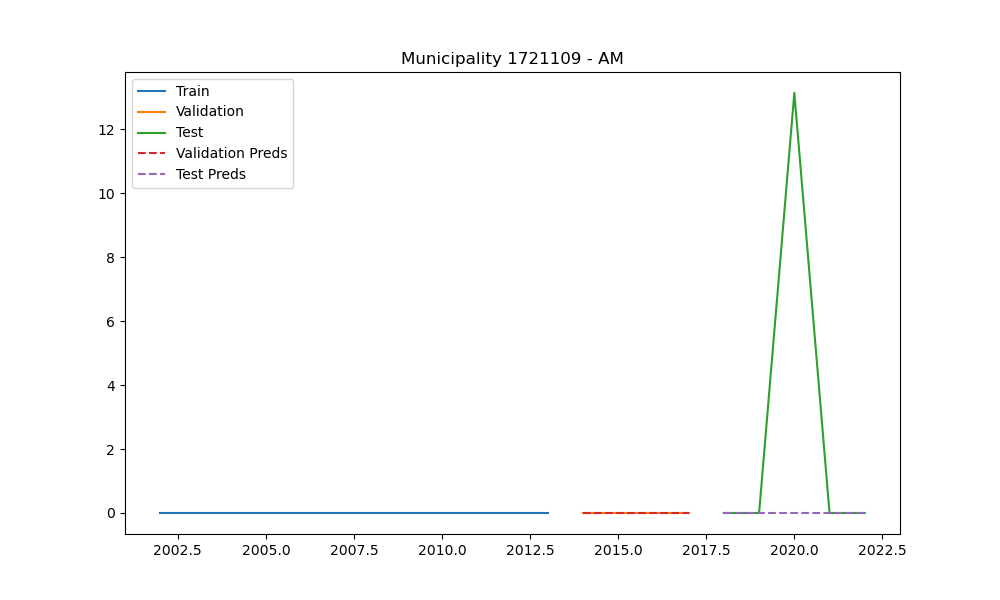 Municipality 1721109 - AM
Train
Validation
Test
Validation Preds
Test Preds
12
10
8
6
4
2
0
2002.5 2005.0 2007.5 2010.0 2012.5 2015.0 2017.5 2020.0 2022.5